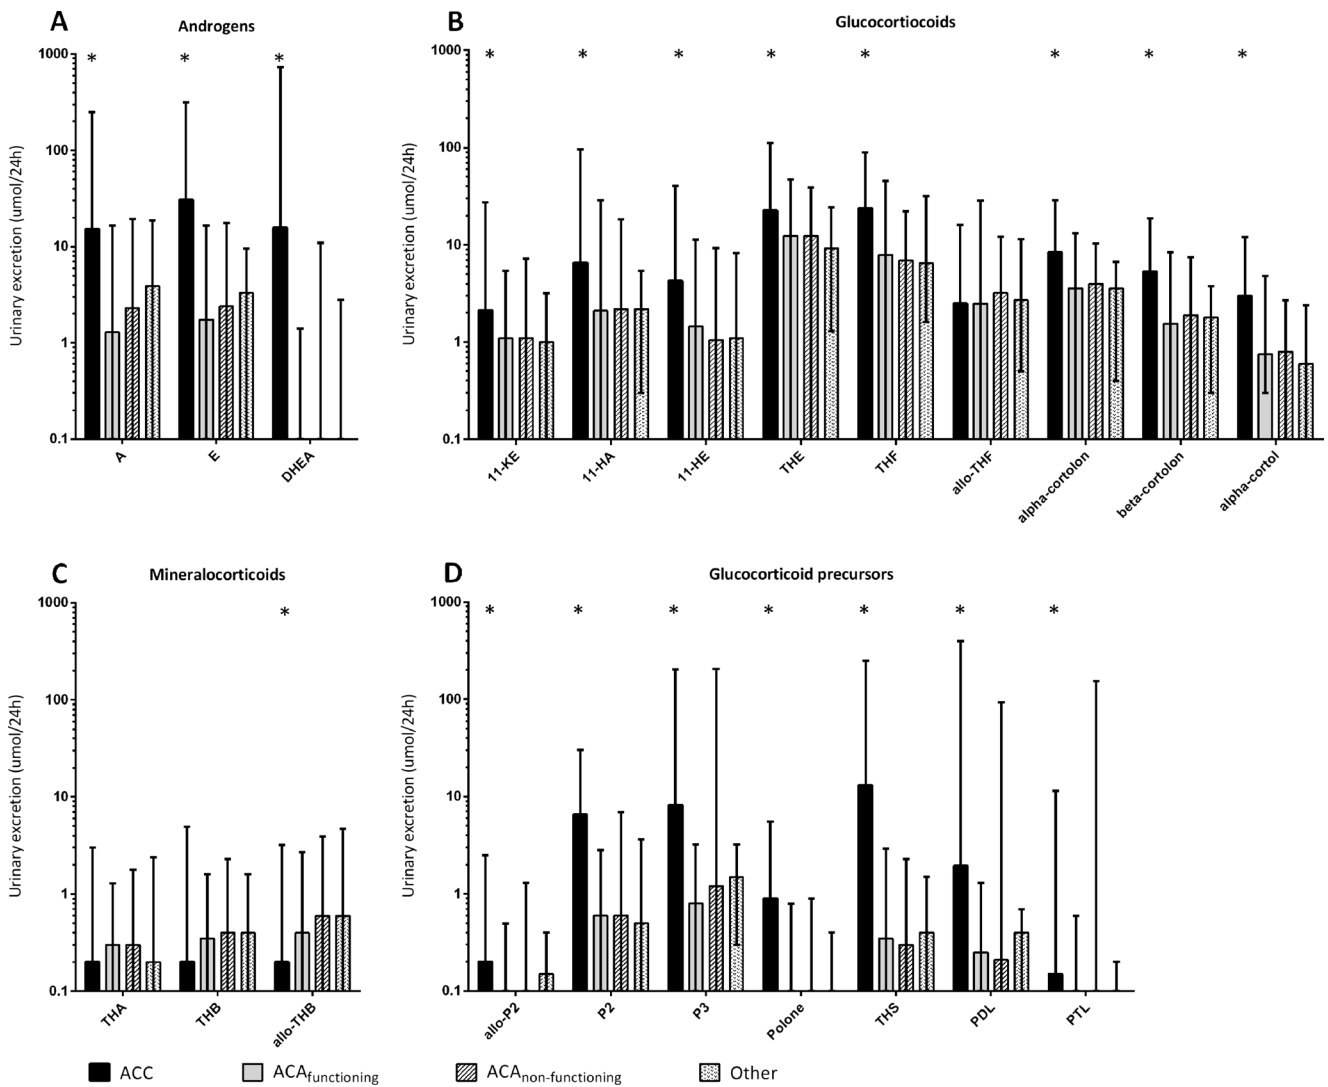 A
Androgens
Urinary excretion (umol/24h)
1000
100
10
1
0.1
*
*
*
A
E
DHEA
B
Glucocortiocoids
Urinary excretion (umol/24h)
1000
100
10
1
0.1
*
*
*
*
*
*
*
*
11-KE
11-HA
11-HE
THE
THF
allo-THF
alpha-cortolon
beta-cortolon
alpha-cortol
C
Mineralocorticoids
Urinary excretion (umol/24h)
1000
100
10
1
0.1
*
THA
THB
allo-THB
D
Glucocorticoid precursors
Urinary excretion (umol/24h)
1000
100
10
1
0.1
*
*
*
*
*
*
*
allo-P2
P2
P3
Polone
THS
PDL
PTL
ACC
ACAfunctioning
ACAnon-functioning
Other